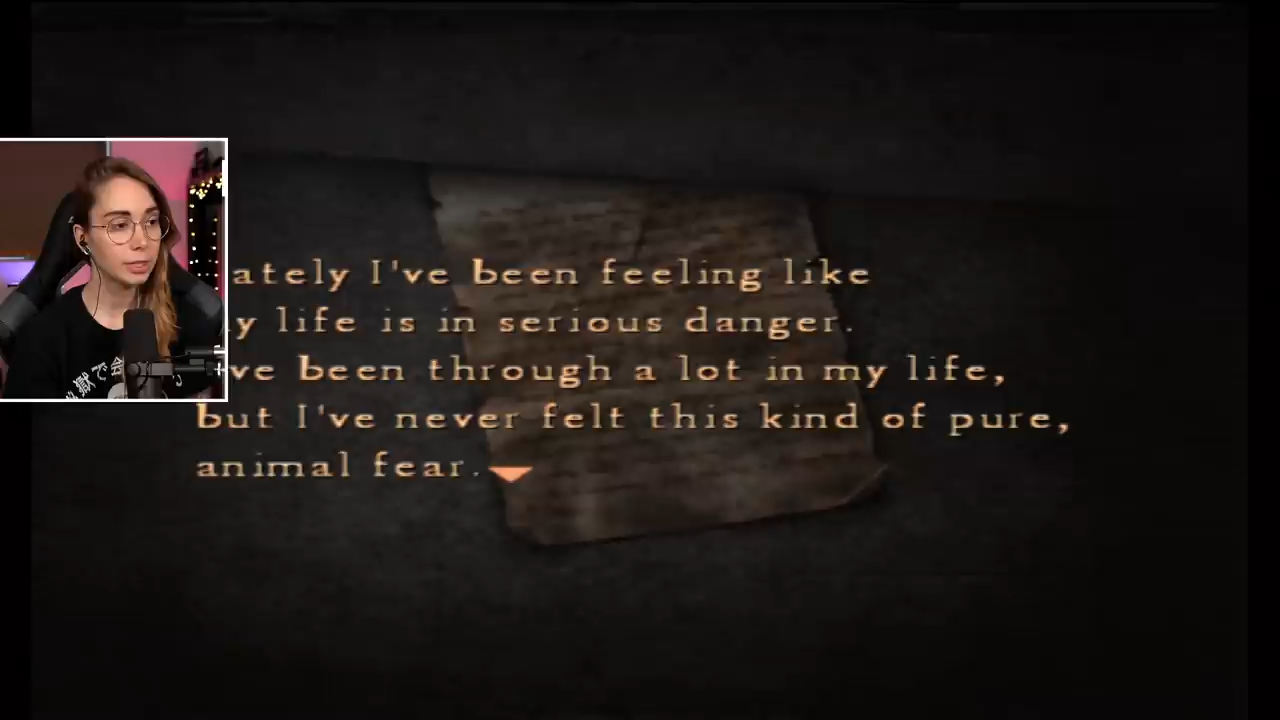 ately I've been feeling like
y life is in serious danger.
've been through a lot in my life,
but I've never felt this kind of pure,
animal fear.